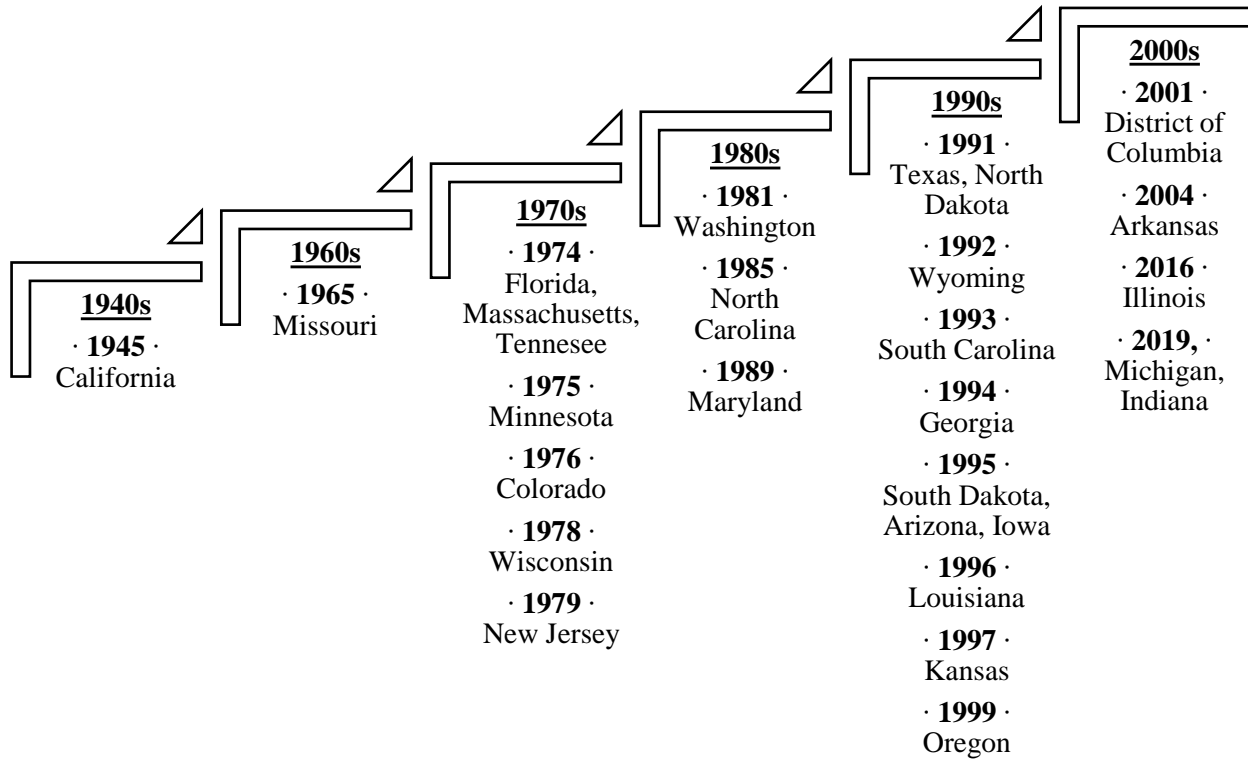 1940s
· 1945 ·
California
1960s
· 1965 ·
Missouri
1970s
· 1974 ·
Florida,
Massachusetts,
Tennesee
· 1975 ·
Minnesota
· 1976 ·
Colorado
· 1978 ·
Wisconsin
· 1979 ·
New Jersey
1980s
· 1981 ·
Washington
· 1985 ·
North
Carolina
· 1989 ·
Maryland
1990s
· 1991 ·
Texas, North
Dakota
· 1992 ·
Wyoming
· 1993 ·
South Carolina
· 1994 ·
Georgia
· 1995 ·
South Dakota,
Arizona, Iowa
· 1996 ·
Louisiana
· 1997 ·
Kansas
· 1999 ·
Oregon
2000s
· 2001 ·
District of
Columbia
· 2004 ·
Arkansas
· 2016 ·
Illinois
· 2019, ·
Michigan,
Indiana